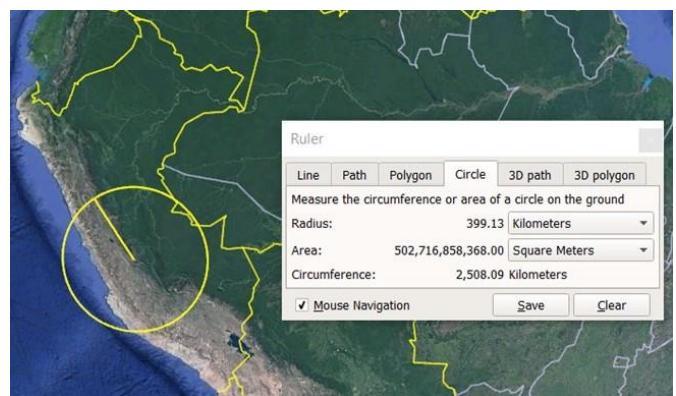 Ruler
Line Path Polygon Circle 3D path 3D polygon
Measure the circumference or area of a circle on the ground
Radius: 399.13 Kilometers
Area: 502,716,858,368.00 Square Meters
Circumference: 2,508.09 Kilometers
Mouse Navigation Save Clear